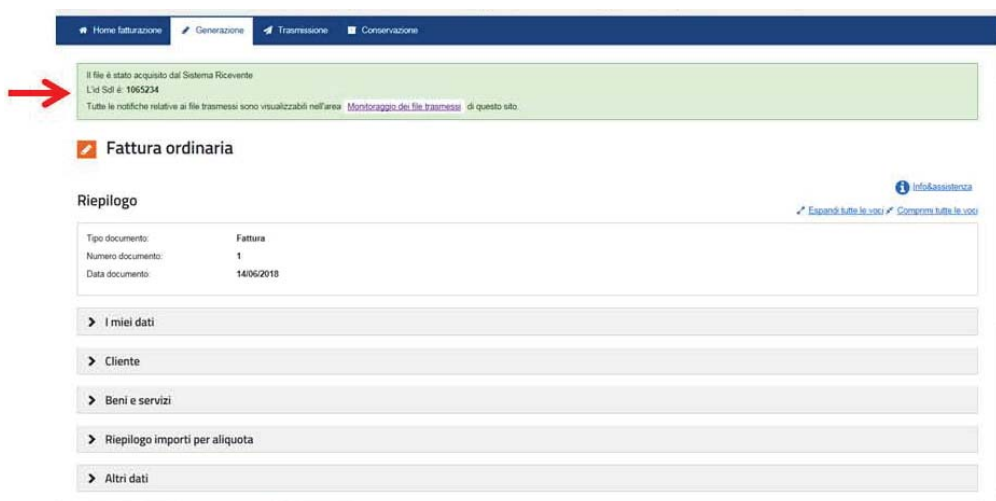 Home fatturazione Generazione Trasmissione Conservazione
Il file è stato acquisito dal Sistema Ricevente
L'id SdI è: 1065234
Tutte le notifiche relative ai file trasmessi sono visualizzabili nell'area Monitoraggio dei file trasmessi di questo sito.
Fattura ordinaria
Info&assistenza
Riepilogo
Espandi tutte le voci Comprimi tutte le voci
Tipo documento: Fattura
Numero documento: 1
Data documento: 14/06/2018
I miei dati
Cliente
Beni e servizi
Riepilogo importi per aliquota
Altri dati